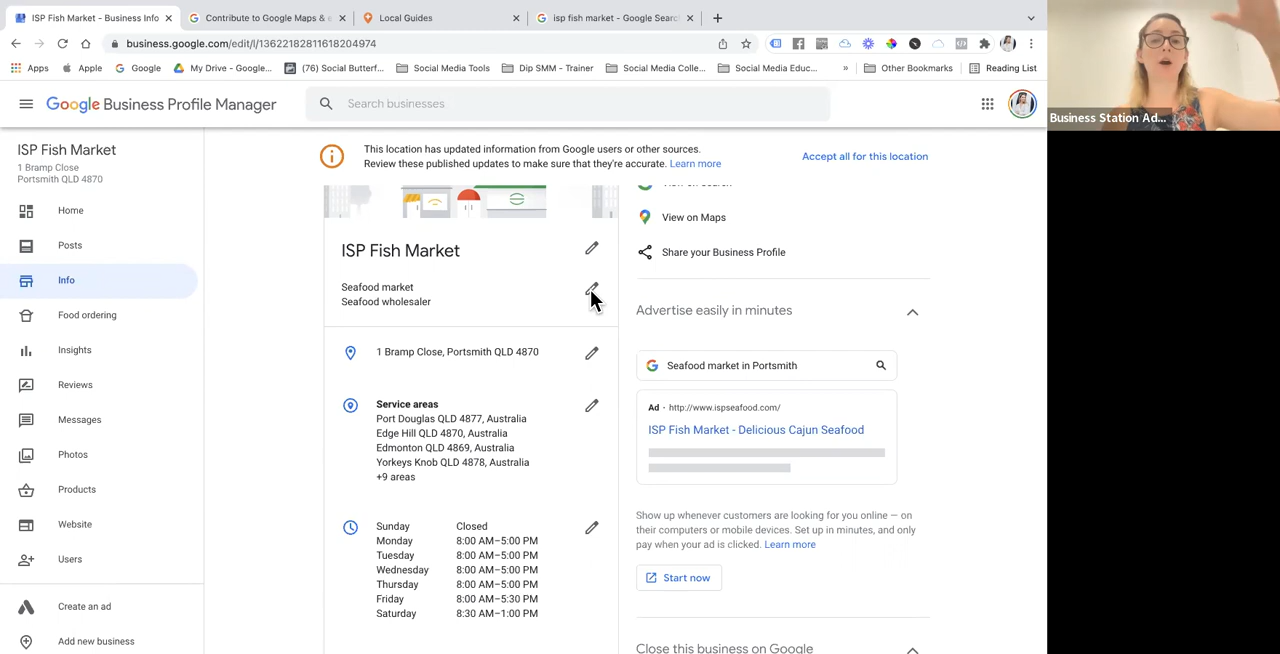 ISP Fish Market - Business Info
Contribute to Google Maps & e
Local Guides
isp fish market - Google Searc
business.google.com/edit/l/13622182811618204974
Apps
Apple
Google
My Drive - Google...
(76) Social Butterf...
Social Media Tools
Dip SMM - Trainer
Social Media Colle...
Social Media Educ...
»
Other Bookmarks
Reading List
Google Business Profile Manager
Search businesses
Business Station Ad...
ISP Fish Market
1 Bramp Close
Portsmith QLD 4870
Home
Posts
Info
Food ordering
Insights
Reviews
Messages
Photos
Products
Website
Users
Create an ad
Add new business
This location has updated information from Google users or other sources.
Review these published updates to make sure that they're accurate. Learn more
Accept all for this location
ISP Fish Market
Seafood market
Seafood wholesaler
1 Bramp Close, Portsmith QLD 4870
Service areas
Port Douglas QLD 4877, Australia
Edge Hill QLD 4870, Australia
Edmonton QLD 4869, Australia
Yorkeys Knob QLD 4878, Australia
+9 areas
Sunday Closed
Monday 8:00 AM–5:00 PM
Tuesday 8:00 AM–5:00 PM
Wednesday 8:00 AM–5:00 PM
Thursday 8:00 AM–5:00 PM
Friday 8:00 AM–5:30 PM
Saturday 8:30 AM–1:00 PM
View on Search
View on Maps
Share your Business Profile
Advertise easily in minutes
Seafood market in Portsmith
Ad · http://www.ispseafood.com/
ISP Fish Market - Delicious Cajun Seafood
Show up whenever customers are looking for you online — on
their computers or mobile devices. Set up in minutes, and only
pay when your ad is clicked. Learn more
Start now
Close this business on Google